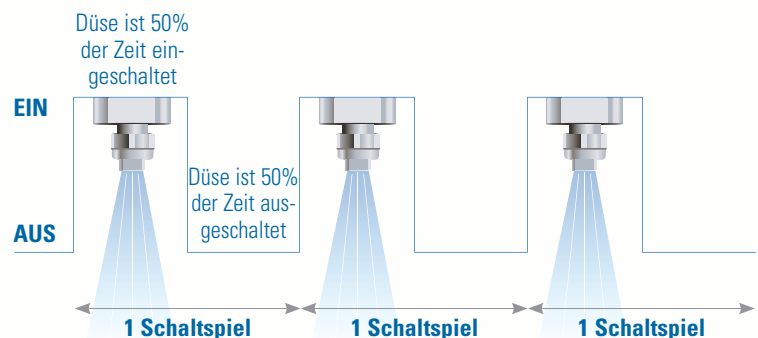 Düse ist 50%
der Zeit ein-
geschaltet
EIN
Düse ist 50%
der Zeit aus-
geschaltet
AUS
1 Schaltspiel
1 Schaltspiel
1 Schaltspiel